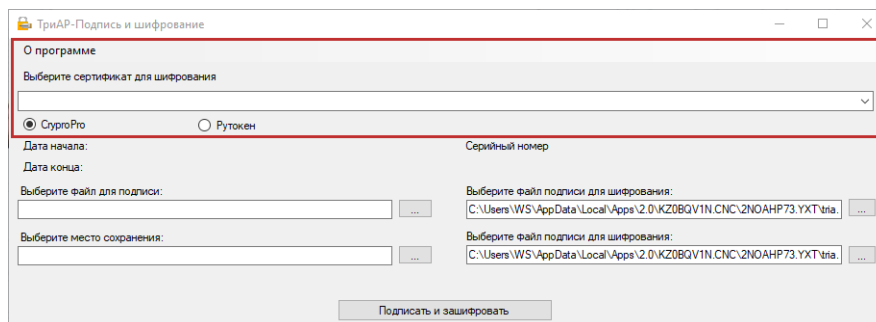 ТриАР-Подпись и шифрование
О программе
Выберите сертификат для шифрования
CryproPro Рутокен
Дата начала: Серийный номер
Дата конца:
Выберите файл для подписи: Выберите файл подписи для шифрования:
... C:\Users\WS\AppData\Local\Apps\2.0\KZ0BQV1N.CNC\2NOAHP73.YXT\tria. ...
Выберите место сохранения: Выберите файл подписи для шифрования:
... C:\Users\WS\AppData\Local\Apps\2.0\KZ0BQV1N.CNC\2NOAHP73.YXT\tria. ...
Подписать и зашифровать